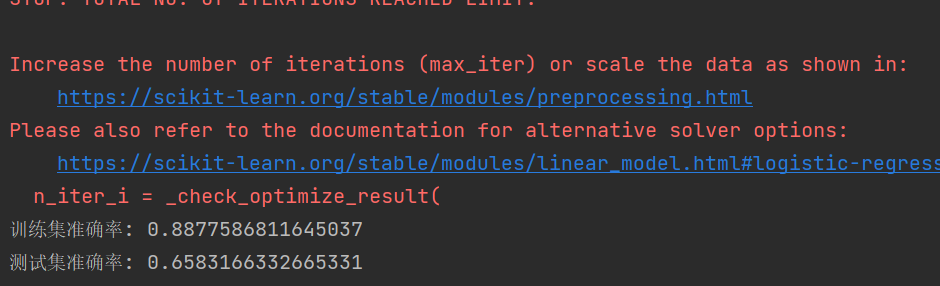 STOP: TOTAL NO. OF ITERATIONS REACHED LIMIT.
Increase the number of iterations (max_iter) or scale the data as shown in:
https://scikit-learn.org/stable/modules/preprocessing.html
Please also refer to the documentation for alternative solver options:
https://scikit-learn.org/stable/modules/linear_model.html#logistic-regress
n_iter_i = _check_optimize_result(
训练集准确率: 0.8877586811645037
测试集准确率: 0.6583166332665331